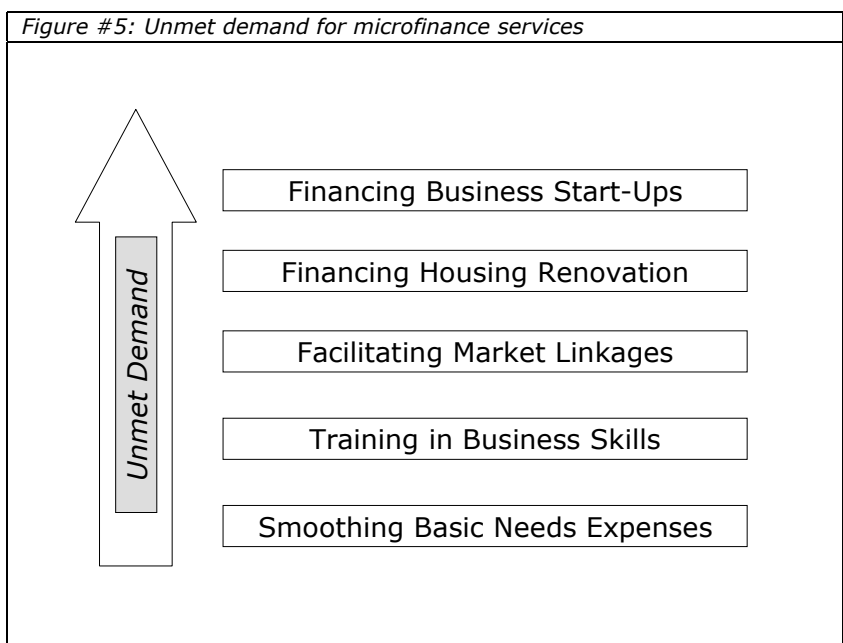 Figure #5: Unmet demand for microfinance services
Financing Business Start-Ups
Financing Housing Renovation
Facilitating Market Linkages
Training in Business Skills
Smoothing Basic Needs Expenses
Unmet Demand